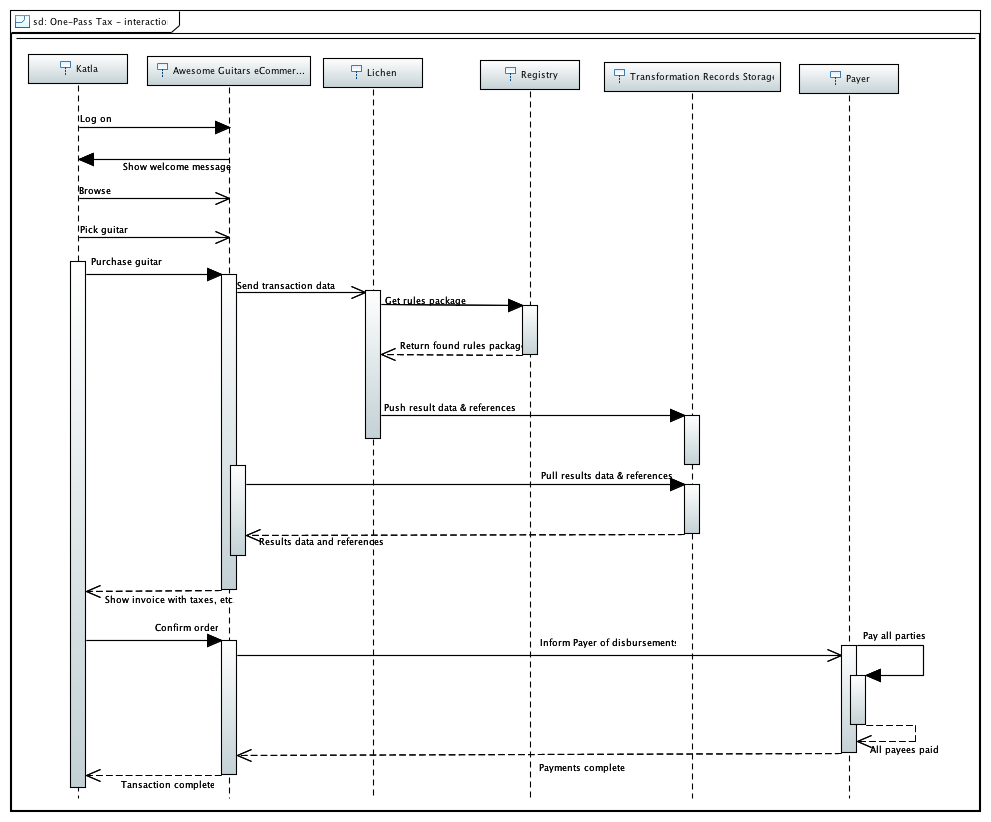 sd: One-Pass Tax - interactio
Katla
Awesome Guitars eCommer...
Lichen
Registry
Transformation Records Storage
Payer
Log on
Show welcome message
Browse
Pick guitar
Purchase guitar
Send transaction data
Get rules package
Return found rules package
Push result data & references
Pull results data & references
Results data and references
Show invoice with taxes, etc
Confirm order
Inform Payer of disbursements
Pay all parties
All payees paid
Payments complete
Tansaction complete